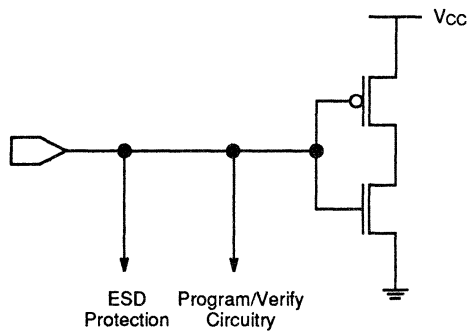 VCC
ESD
Protection
Program/Verify
Circuitry